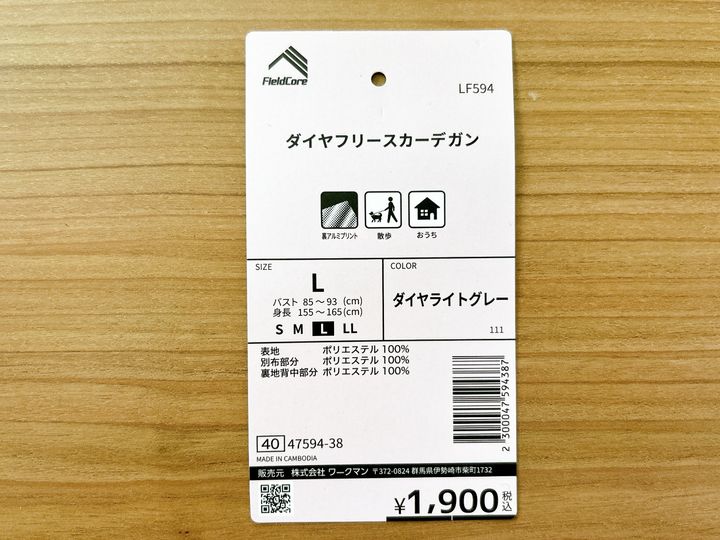 FieldCore
LF594
ダイヤフリースカーデガン
裏アルミプリント 散歩 おうち
SIZE
L
バスト 85～93 (cm)
身長 155～165(cm)
S M L LL
COLOR
ダイヤライトグレー
111
表地 ポリエステル 100%
別布部分 ポリエステル 100%
裏地背中部分 ポリエステル 100%
2 300047 594387
40 47594-38
MADE IN CAMBODIA
販売元 株式会社 ワークマン 〒372-0824 群馬県伊勢崎市柴町1732
¥1,900 税込